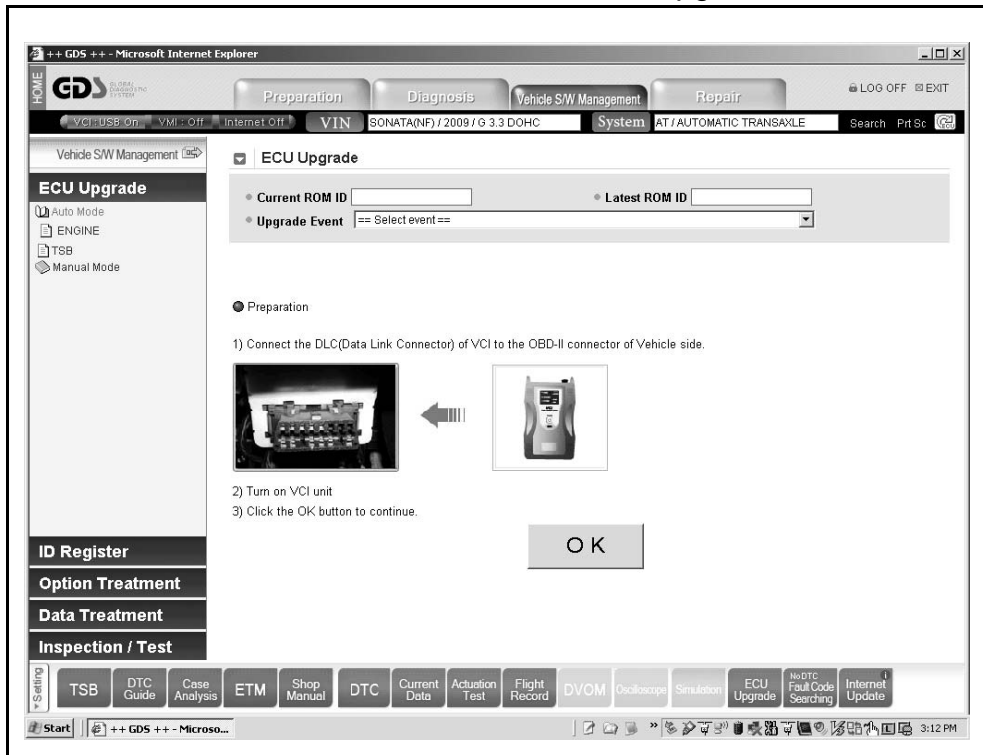 ++ GDS ++ - Microsoft Internet Explorer
HOME
GDS GLOBAL DIAGNOSTIC SYSTEM
Preparation Diagnosis Vehicle S/W Management Repair LOG OFF EXIT
VCI : USB On VMI : Off Internet Off VIN SONATA(NF) / 2009 / G 3.3 DOHC System AT / AUTOMATIC TRANSAXLE Search Prt Sc
Vehicle S/W Management
ECU Upgrade
Auto Mode
ENGINE
TSB
Manual Mode
ID Register
Option Treatment
Data Treatment
Inspection / Test
ECU Upgrade
Current ROM ID Latest ROM ID
Upgrade Event == Select event ==
Preparation
1) Connect the DLC(Data Link Connector) of VCI to the OBD-II connector of Vehicle side.
2) Turn on VCI unit
3) Click the OK button to continue.
O K
Setting
TSB DTC Guide Case Analysis ETM Shop Manual DTC Current Data Actuation Test Flight Record DVOM Oscilloscope Simulation ECU Upgrade No DTC Fault Code Searching Internet Update
Start ++ GDS ++ - Microso... 3:12 PM